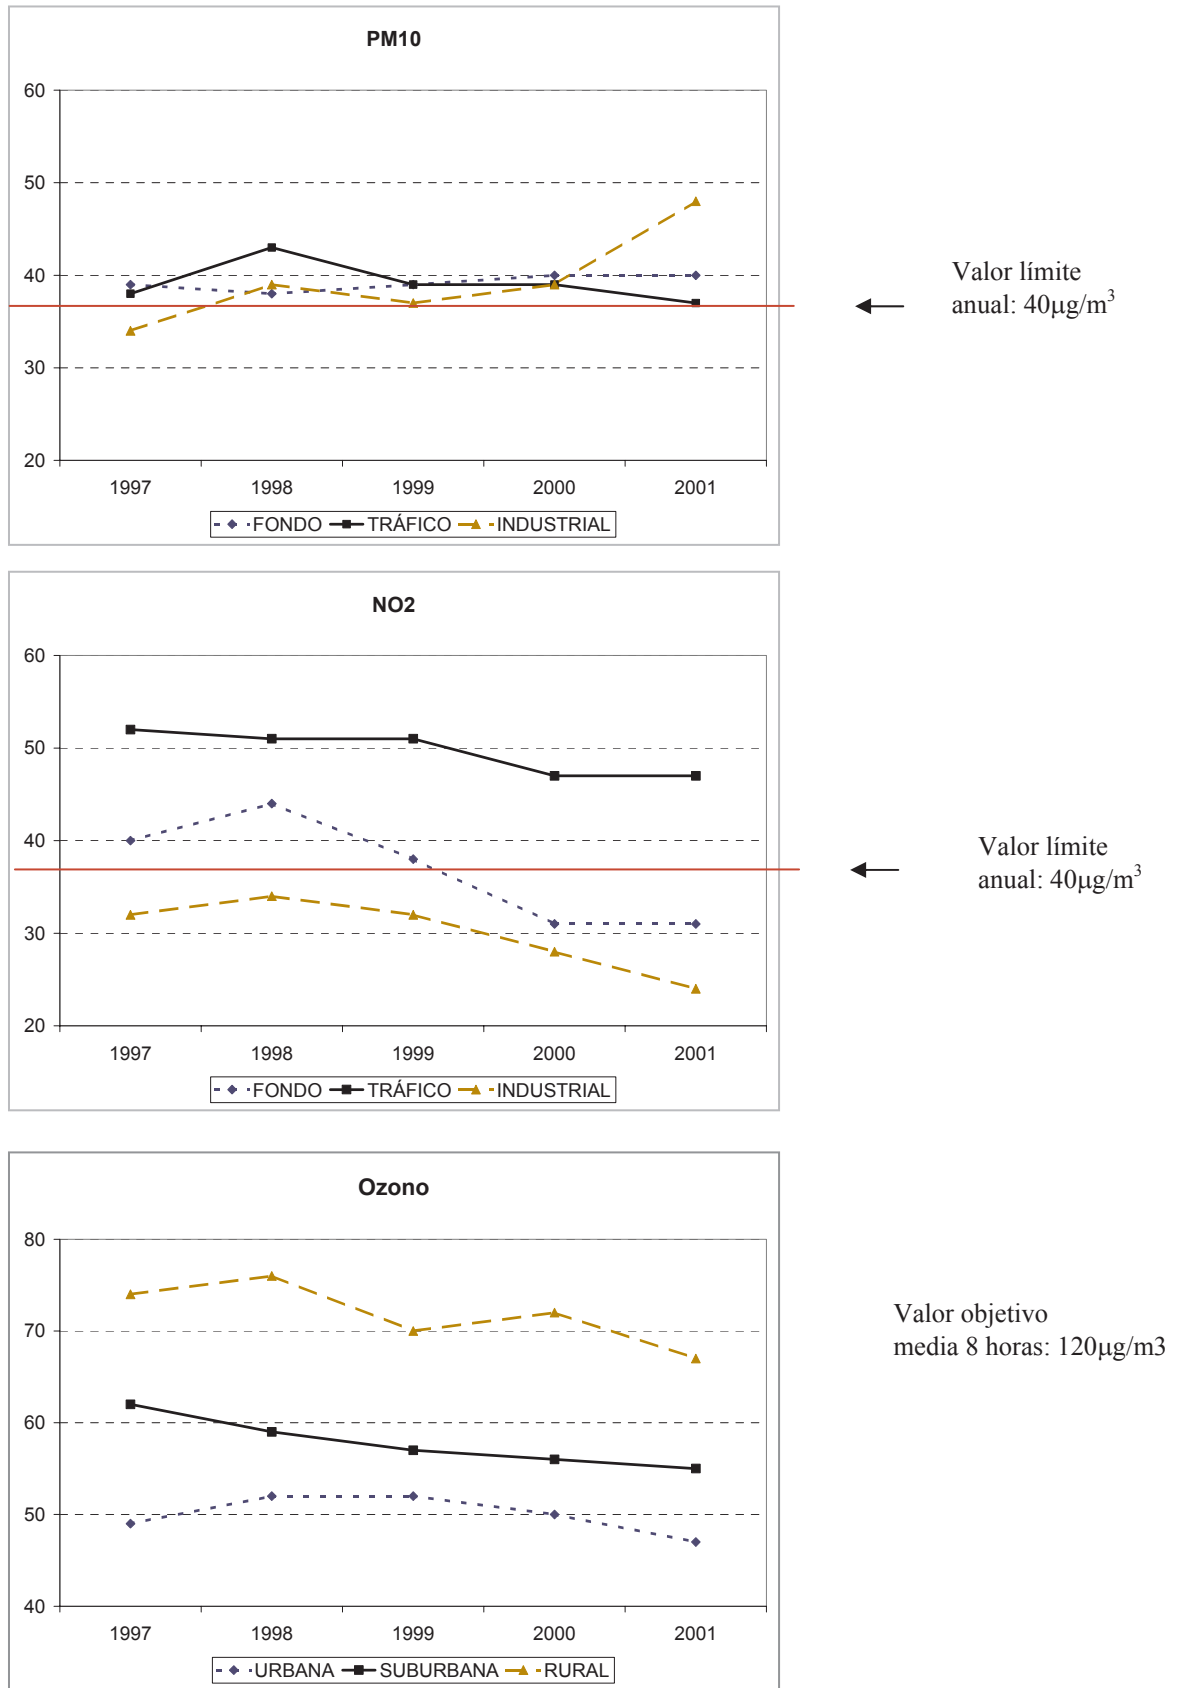 PM10
60
50
40
30
20
1997 1998 1999 2000 2001
FONDO TRÁFICO INDUSTRIAL
Valor límite
anual: 40µg/m³
NO2
60
50
40
30
20
1997 1998 1999 2000 2001
FONDO TRÁFICO INDUSTRIAL
Valor límite
anual: 40µg/m³
Ozono
80
70
60
50
40
1997 1998 1999 2000 2001
URBANA SUBURBANA RURAL
Valor objetivo
media 8 horas: 120µg/m3